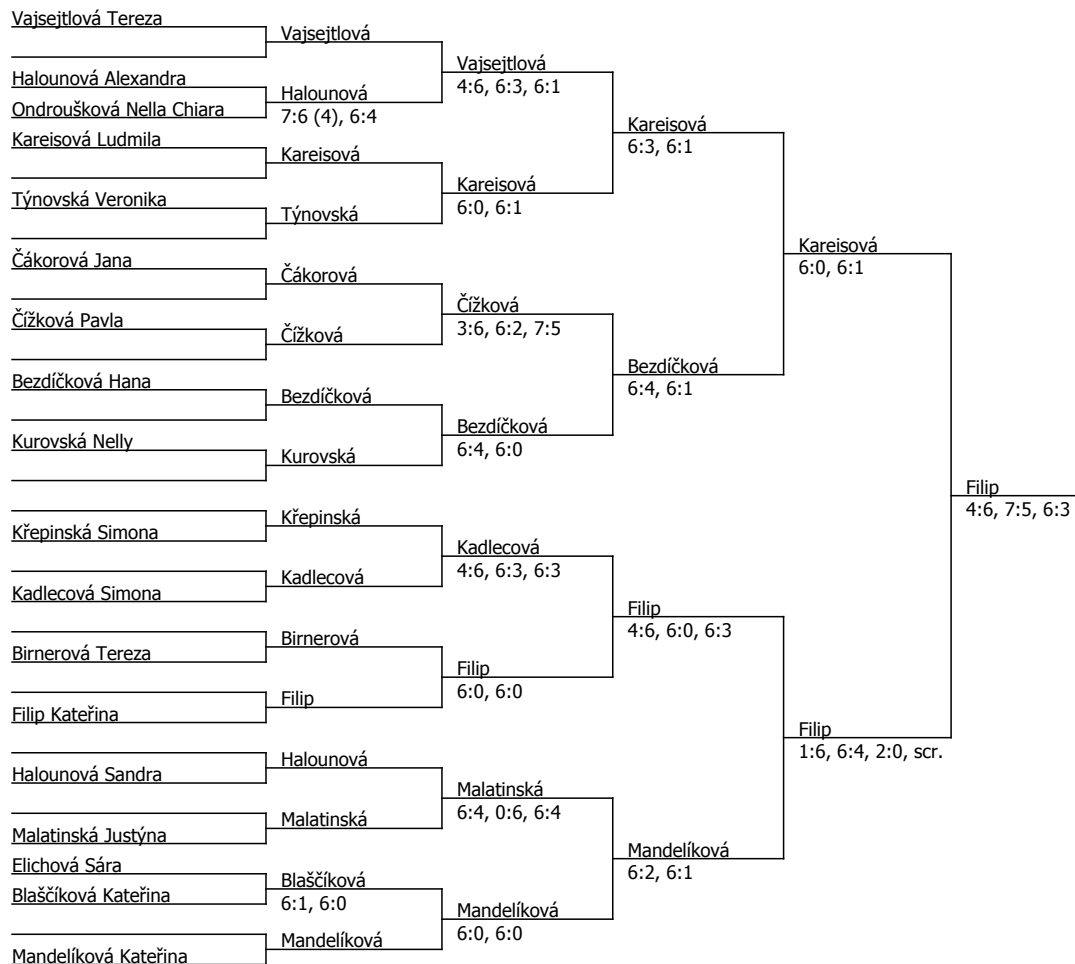 Vajsejtlová Tereza
Halounová Alexandra
Ondroušková Nella Chiara
Kareisová Ludmila
Týnovská Veronika
Čákorová Jana
Čížková Pavla
Bezdíčková Hana
Kurovská Nelly
Křepinská Simona
Kadlecová Simona
Birnerová Tereza
Filip Kateřina
Halounová Sandra
Malatinská Justýna
Elichová Sára
Blaščíková Kateřina
Mandelíková Kateřina
Vajsejtlová
Halounová
7:6 (4), 6:4
Kareisová
Týnovská
Čákorová
Čížková
Bezdíčková
Kurovská
Křepinská
Kadlecová
Birnerová
Filip
Halounová
Malatinská
Blaščíková
6:1, 6:0
Mandelíková
Vajsejtlová
4:6, 6:3, 6:1
Kareisová
6:0, 6:1
Čížková
3:6, 6:2, 7:5
Bezdíčková
6:4, 6:0
Kadlecová
4:6, 6:3, 6:3
Filip
6:0, 6:0
Malatinská
6:4, 0:6, 6:4
Mandelíková
6:0, 6:0
Kareisová
6:3, 6:1
Bezdíčková
6:4, 6:1
Filip
4:6, 6:0, 6:3
Mandelíková
6:2, 6:1
Kareisová
6:0, 6:1
Filip
1:6, 6:4, 2:0, scr.
Filip
4:6, 7:5, 6:3